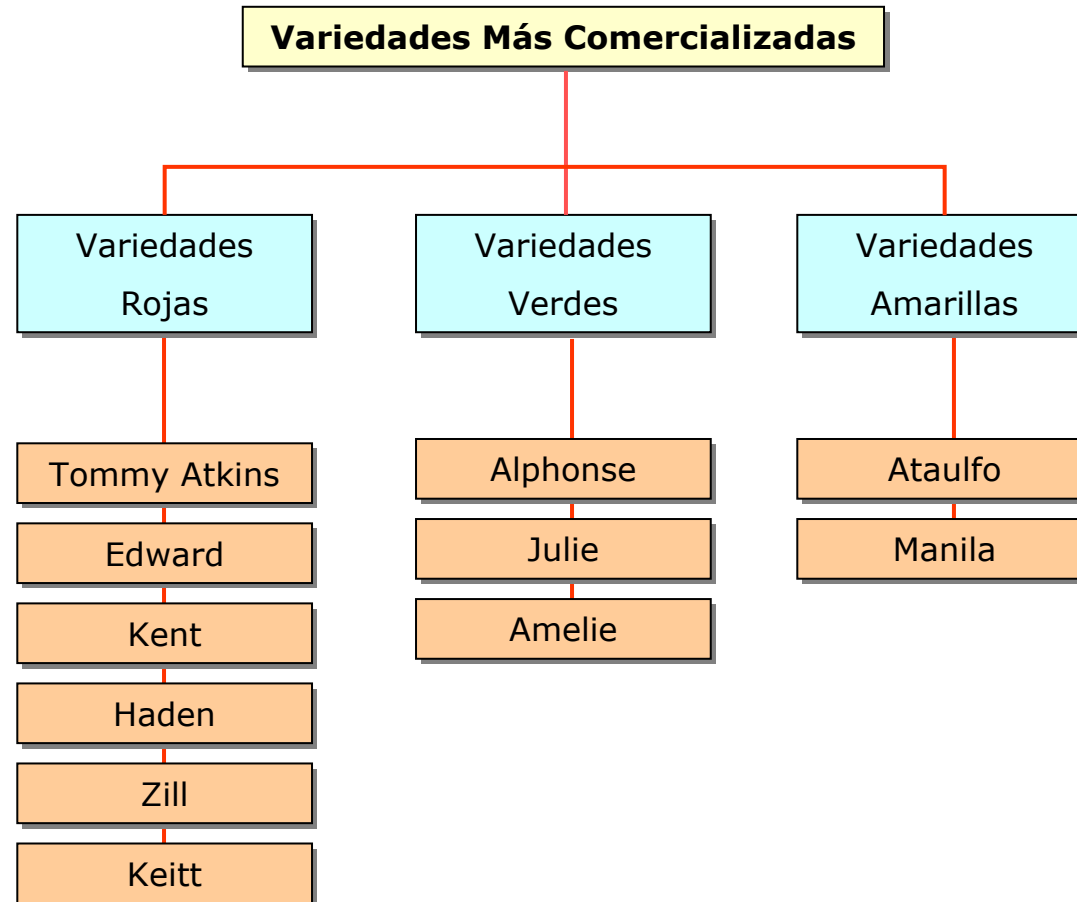 Variedades Más Comercializadas
Variedades
Rojas
Tommy Atkins
Edward
Kent
Haden
Zill
Keitt
Variedades
Verdes
Alphonse
Julie
Amelie
Variedades
Amarillas
Ataulfo
Manila